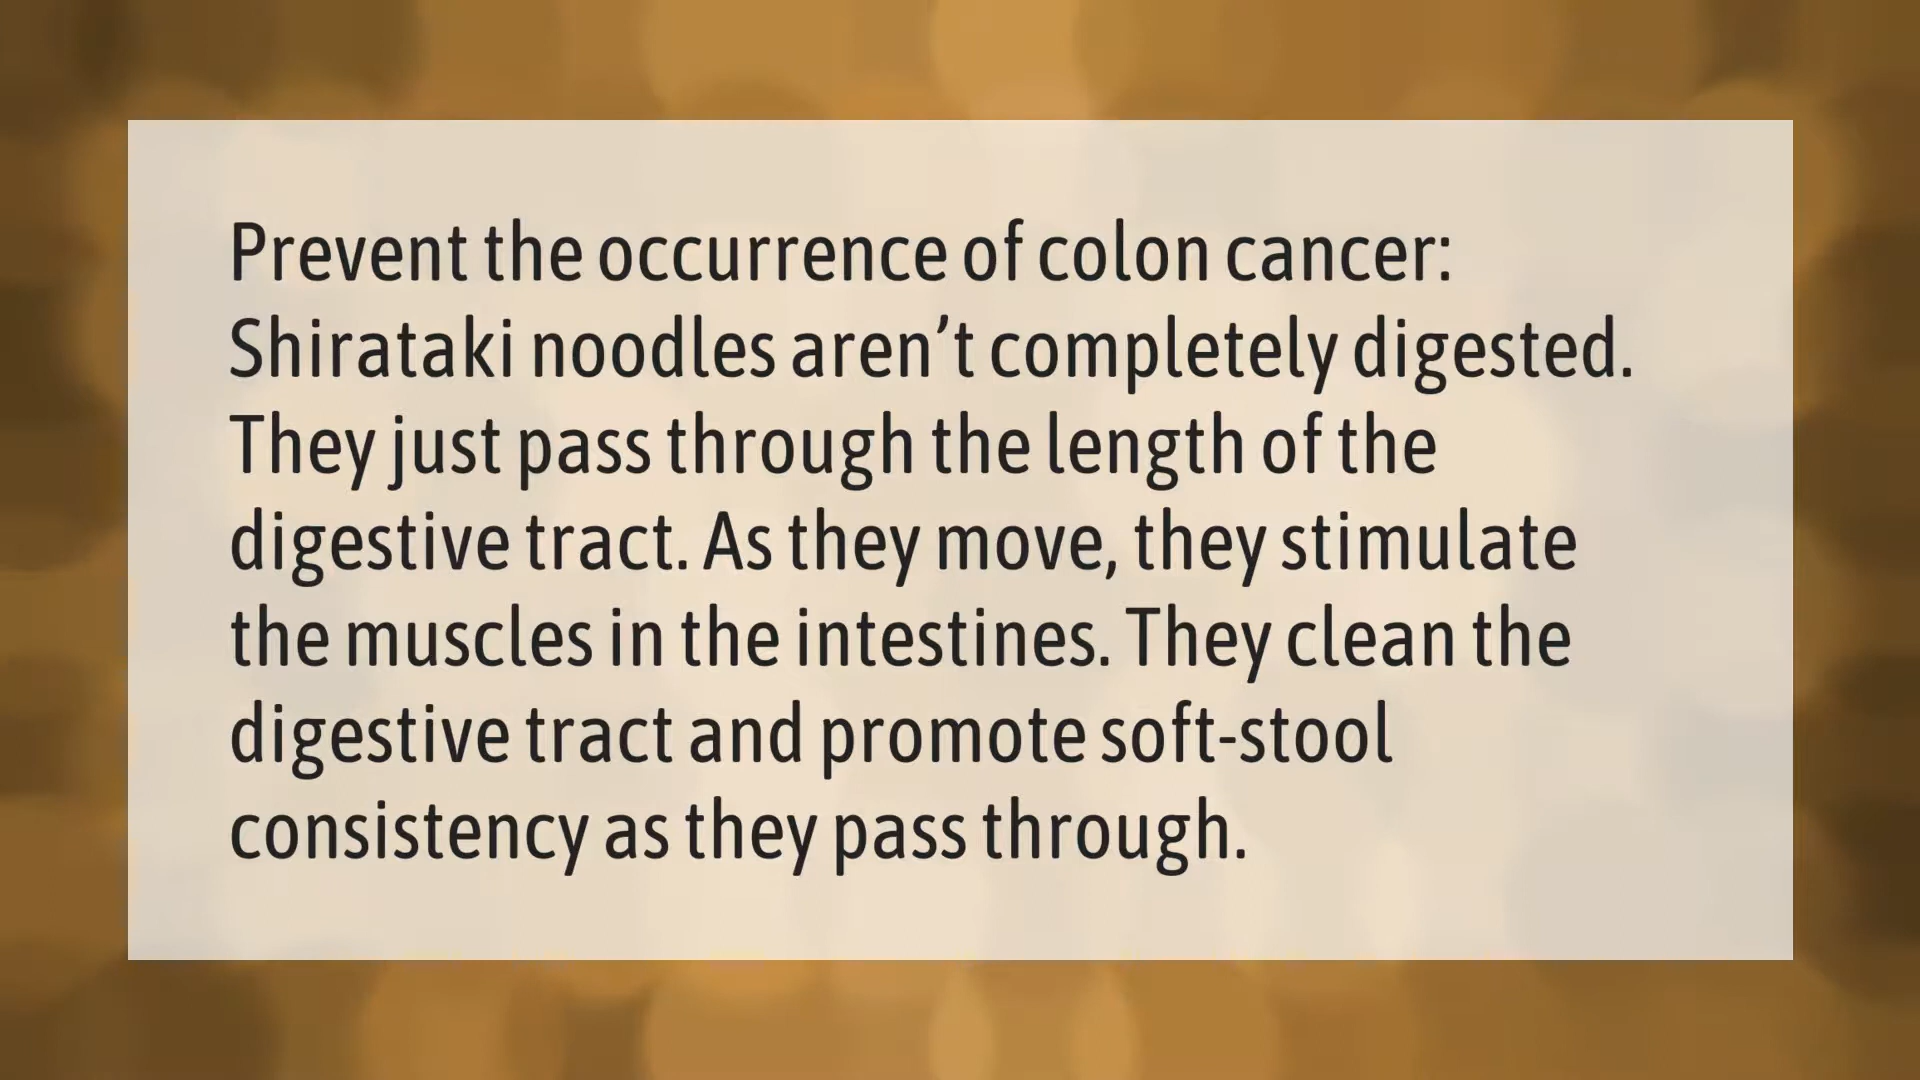 Prevent the occurrence of colon cancer:
Shirataki noodles aren’t completely digested.
They just pass through the length of the
digestive tract. As they move, they stimulate
the muscles in the intestines. They clean the
digestive tract and promote soft-stool
consistency as they pass through.